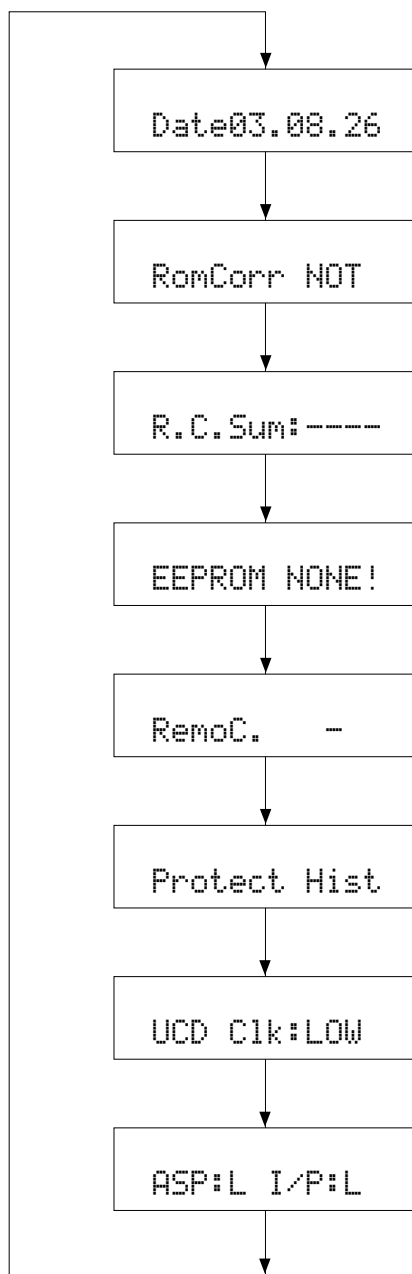 Date03.08.26
RomCorr NOT
R.C.Sum:----
EEPROM NONE!
RemoC. -
Protect Hist
UCD Clk:LOW
ASP:L I/P:L